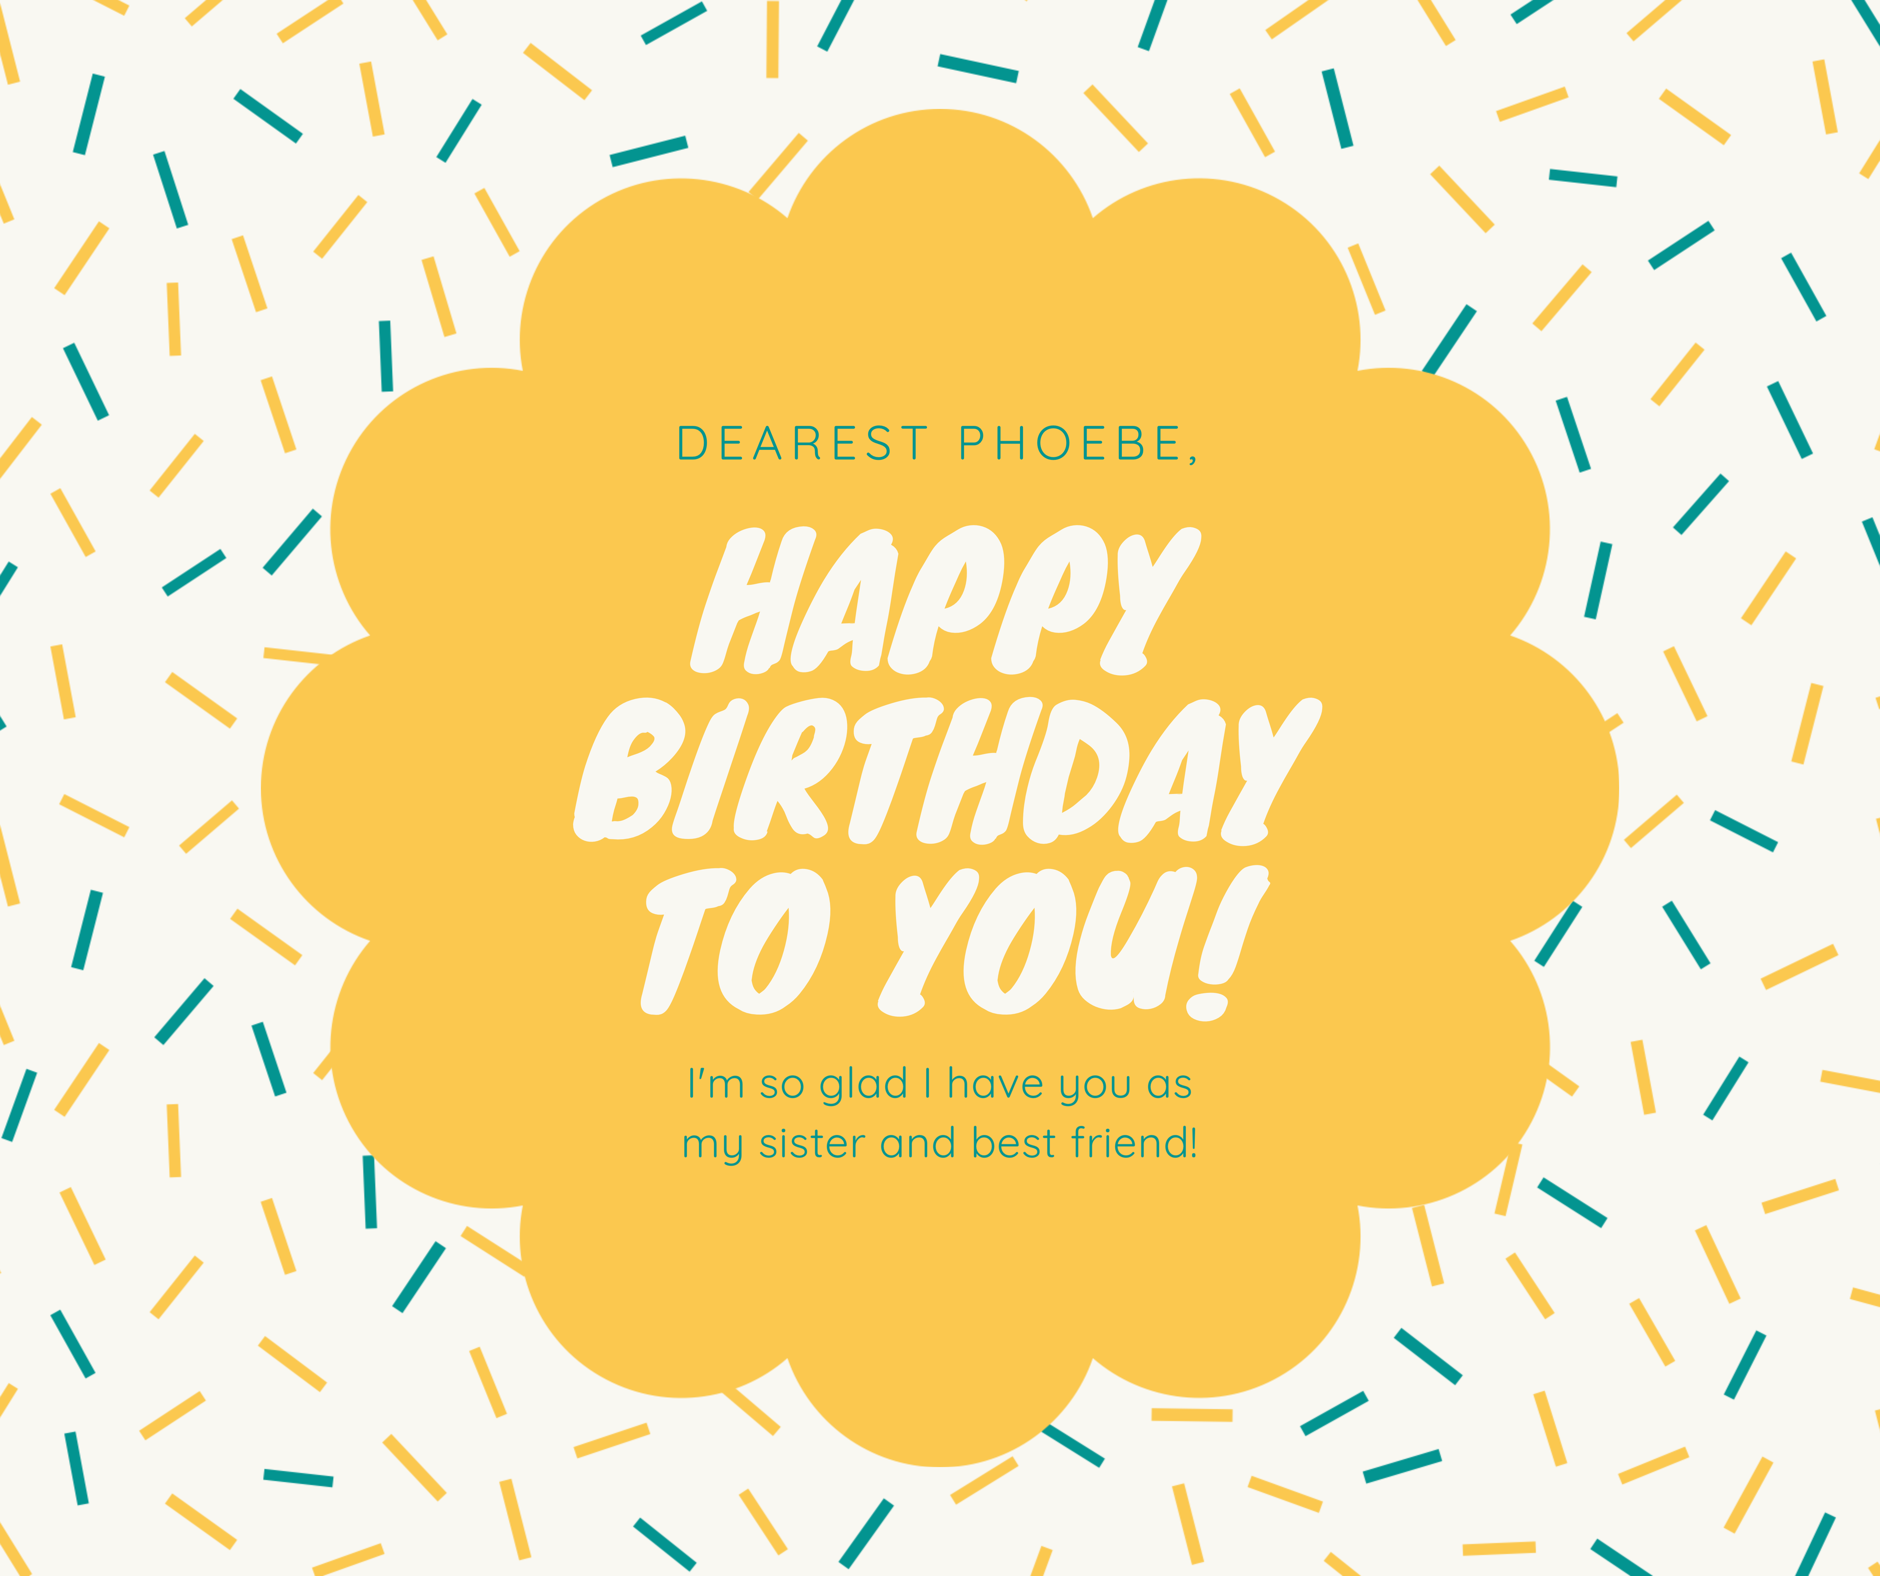 DEAREST PHOEBE,
HAPPY
BIRTHDAY
TO YOU!
I'm so glad I have you as
my sister and best friend!